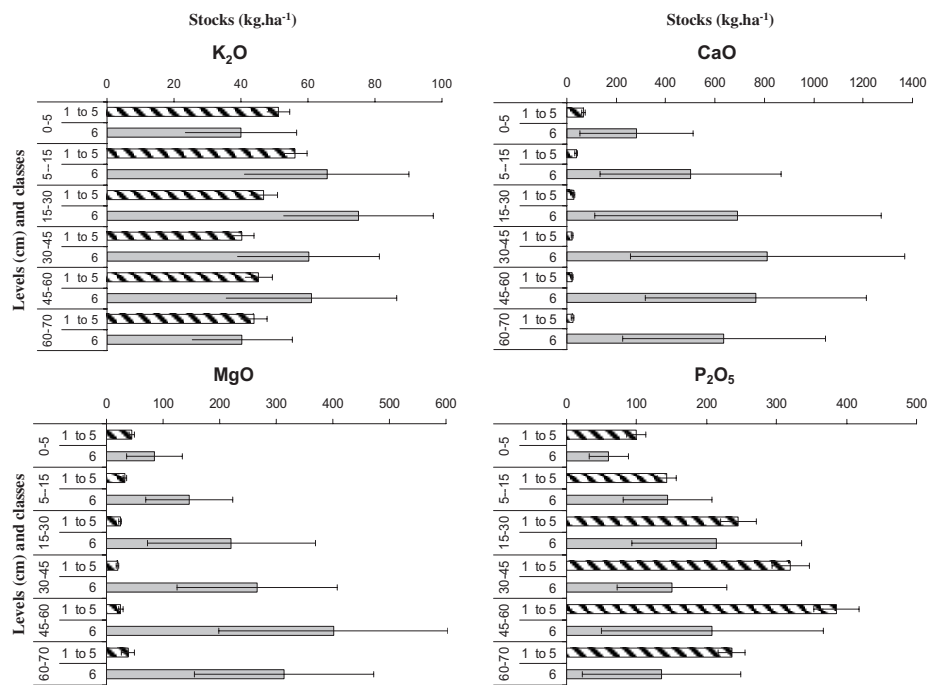 Stocks (kg.ha-1)
K2O
0 20 40 60 80 100
Levels (cm) and classes
0-5
1 to 5
6
5--15
1 to 5
6
15-30
1 to 5
6
30-45
1 to 5
6
45-60
1 to 5
6
60-70
1 to 5
6
Stocks (kg.ha-1)
CaO
0 200 400 600 800 1000 1200 1400
0-5
1 to 5
6
5--15
1 to 5
6
15-30
1 to 5
6
30-45
1 to 5
6
45-60
1 to 5
6
60-70
1 to 5
6
MgO
0 100 200 300 400 500 600
Levels (cm) and classes
0-5
1 to 5
6
5--15
1 to 5
6
15-30
1 to 5
6
30-45
1 to 5
6
45-60
1 to 5
6
60-70
1 to 5
6
P2O5
0 100 200 300 400 500
0-5
1 to 5
6
5--15
1 to 5
6
15-30
1 to 5
6
30-45
1 to 5
6
45-60
1 to 5
6
60-70
1 to 5
6